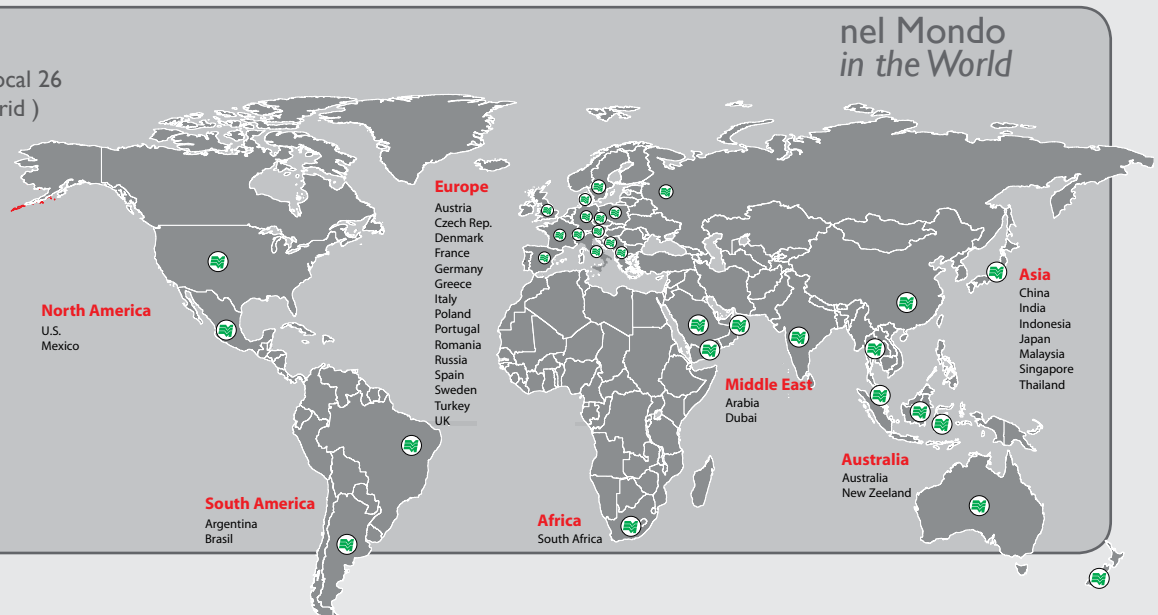 nel Mondo
in the World
ocal 26
rid )
Europe
Austria
Czech Rep.
Denmark
France
Germany
Greece
Italy
Poland
Portugal
Romania
Russia
Spain
Sweden
Turkey
UK
North America
U.S.
Mexico
Asia
China
India
Indonesia
Japan
Malaysia
Singapore
Thailand
Middle East
Arabia
Dubai
Australia
Australia
New Zeeland
South America
Argentina
Brasil
Africa
South Africa